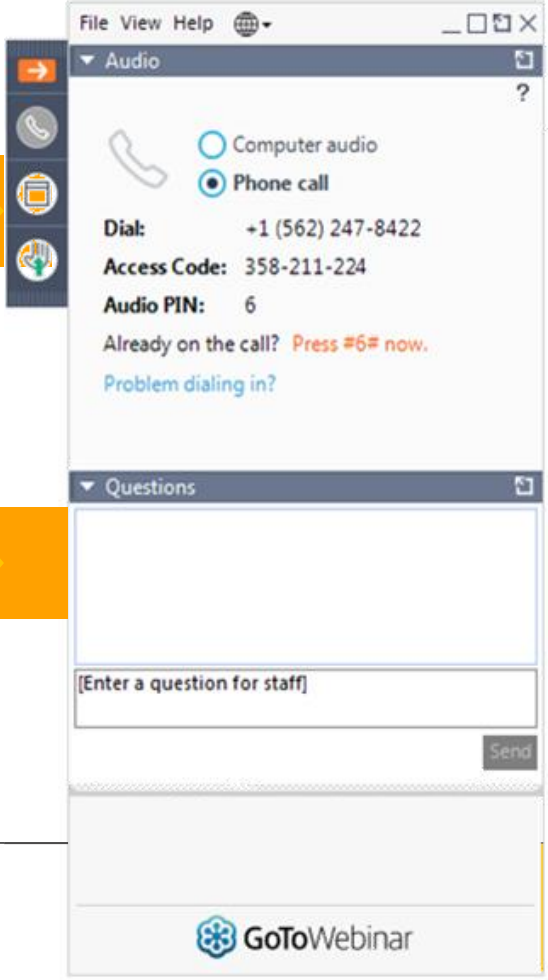 File View Help
Audio
?
Computer audio
Phone call
Dial: +1 (562) 247-8422
Access Code: 358-211-224
Audio PIN: 6
Already on the call? Press #6# now.
Problem dialing in?
Questions
[Enter a question for staff]
Send
GoToWebinar